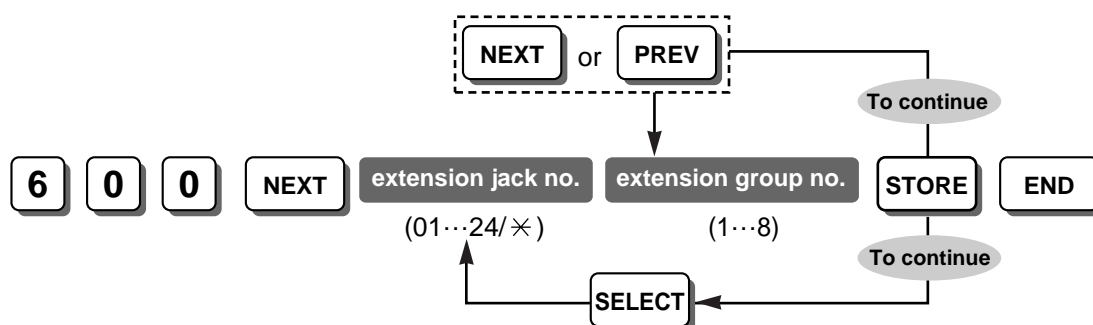 NEXT or PREV
To continue
6 0 0 NEXT extension jack no. extension group no. STORE END
(01···24/✳) (1···8)
To continue
SELECT